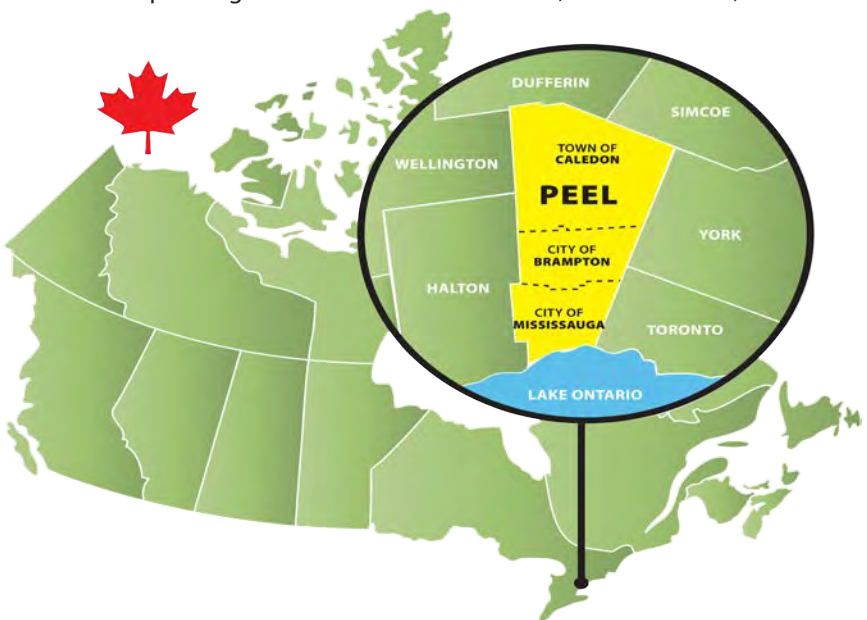 DUFFERIN
SIMCOE
TOWN OF
CALEDON
WELLINGTON
PEEL
YORK
CITY OF
BRAMPTON
HALTON
CITY OF
MISSISSAUGA
TORONTO
LAKE ONTARIO